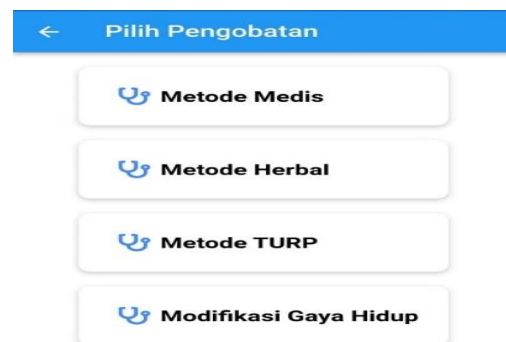 Pilih Pengobatan
Metode Medis
Metode Herbal
Metode TURP
Modifikasi Gaya Hidup